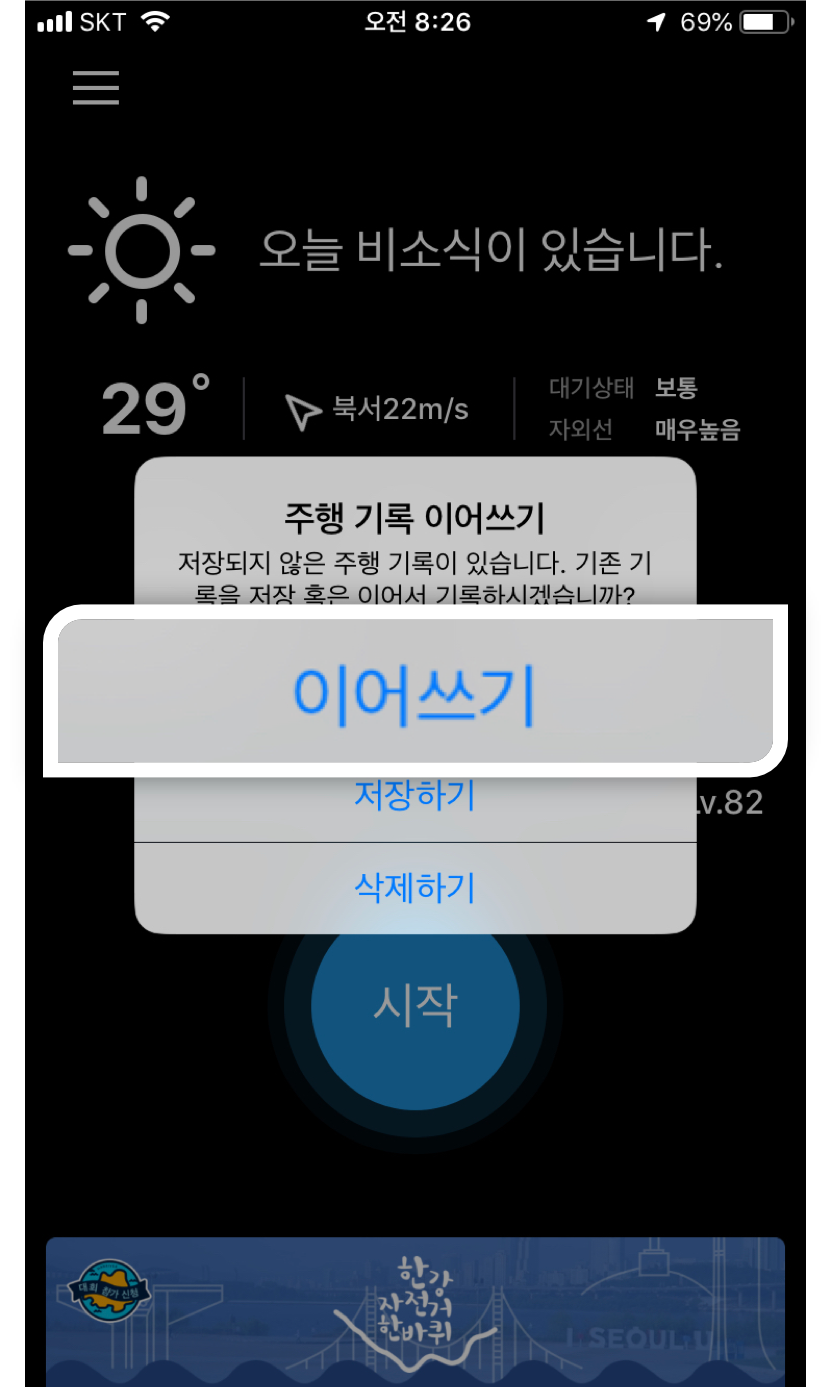 SKT 오전 8:26 69%
오늘 비소식이 있습니다.
29° 북서22m/s
대기상태 보통
자외선 매우높음
주행 기록 이어쓰기
저장되지 않은 주행 기록이 있습니다. 기존 기
록을 저장 혹은 이어서 기록하시겠습니까?
이어쓰기
저장하기
.v.82
삭제하기
시작
대회 참가 신청
한강
자전거
한바퀴
I·SEOUL·U